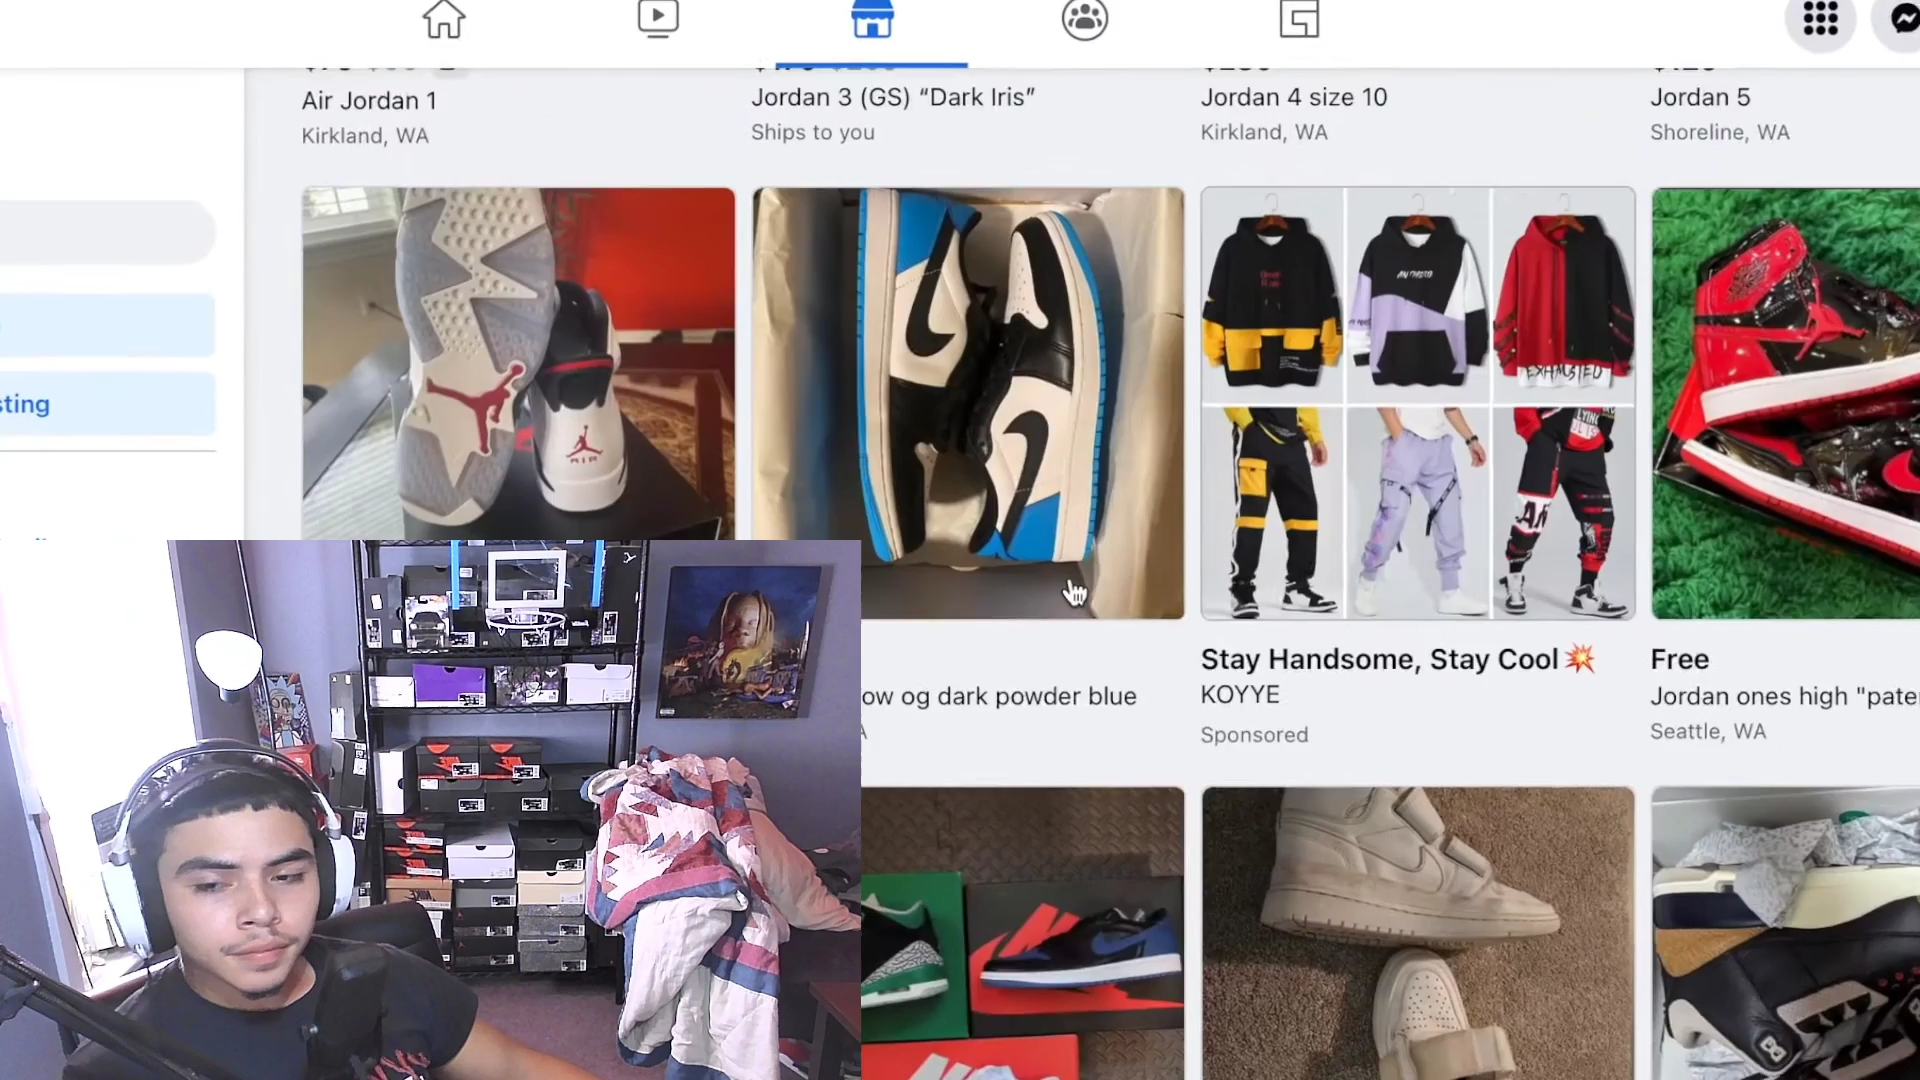 Air Jordan 1
Kirkland, WA
Jordan 3 (GS) “Dark Iris”
Ships to you
Jordan 4 size 10
Kirkland, WA
Jordan 5
Shoreline, WA
sting
AIR
EXHAUSTED
ow og dark powder blue
Stay Handsome, Stay Cool💥
KOYYE
Sponsored
Free
Jordan ones high "pate
Seattle, WA